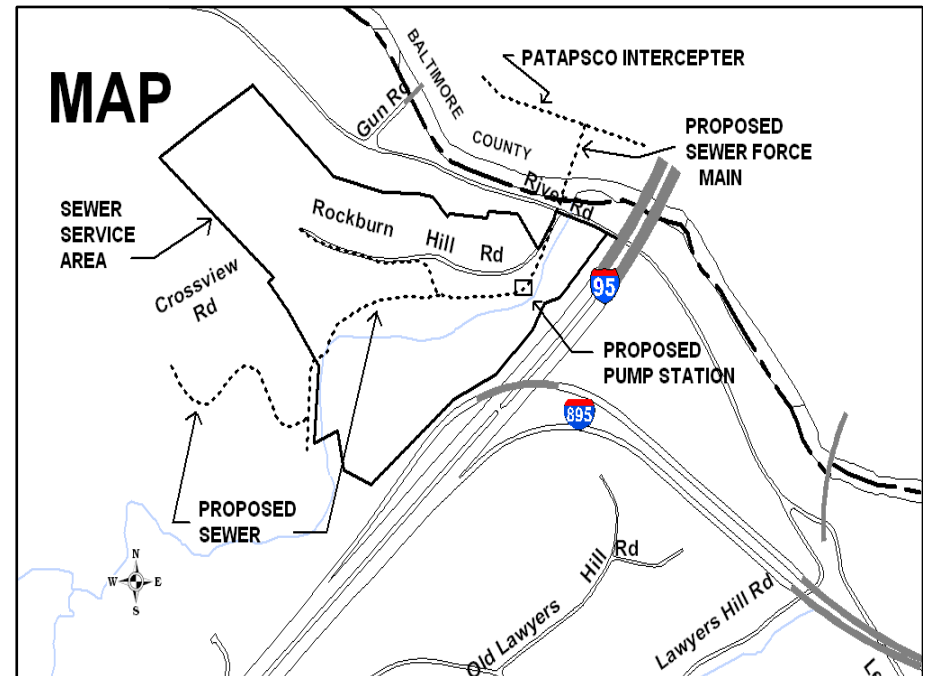 MAP
PATAPSCO INTERCEPTER
BALTIMORE
COUNTY
Gun Rd
PROPOSED
SEWER FORCE
MAIN
River Rd
SEWER
SERVICE
AREA
Rockburn Hill Rd
Crossview
Rd
95
PROPOSED
PUMP STATION
895
PROPOSED
SEWER
N
W E
S
Old Lawyers Hill Rd
Lawyers Hill Rd